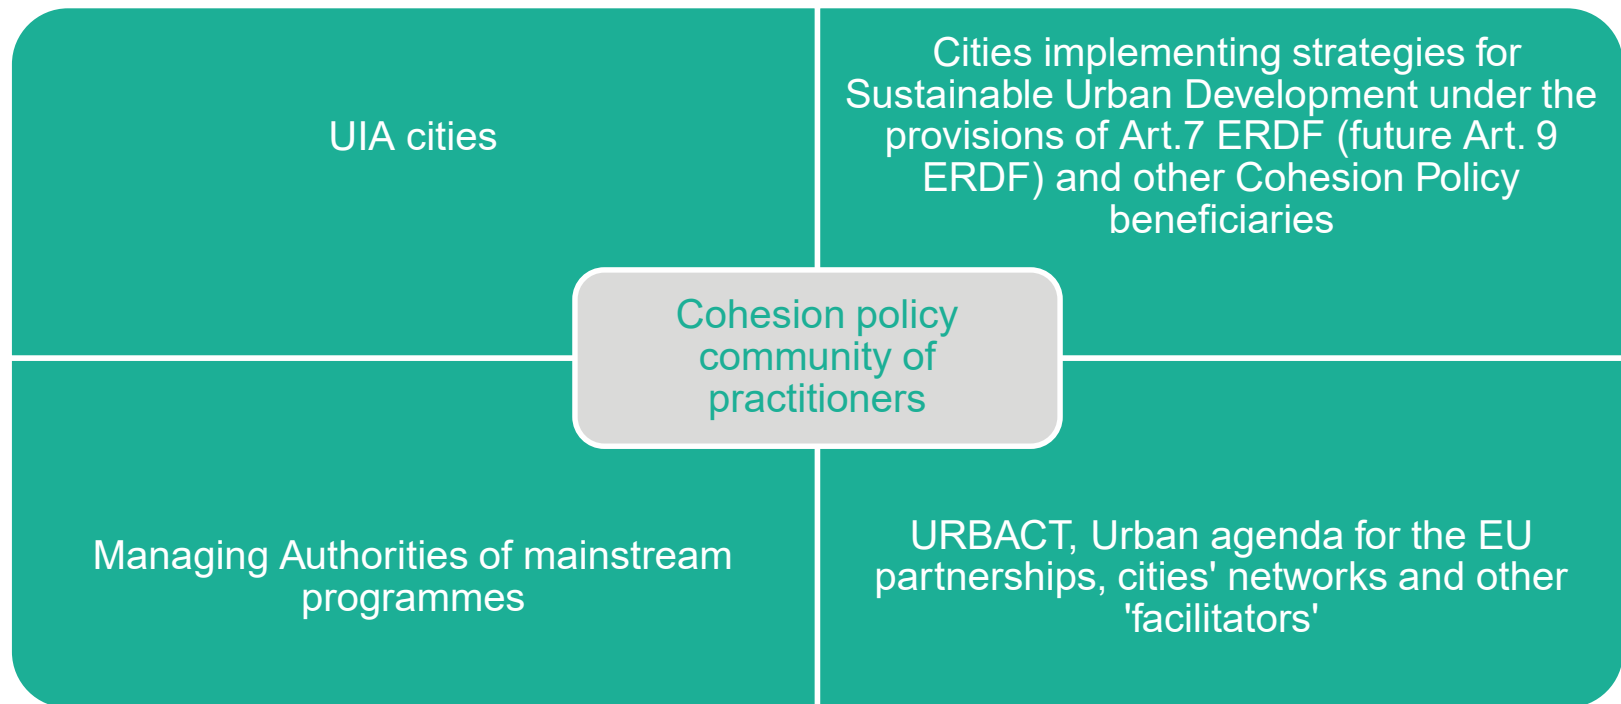 UIA cities
Cities implementing strategies for
Sustainable Urban Development under the
provisions of Art.7 ERDF (future Art. 9
ERDF) and other Cohesion Policy
beneficiaries
Cohesion policy
community of
practitioners
Managing Authorities of mainstream
programmes
URBACT, Urban agenda for the EU
partnerships, cities' networks and other
'facilitators'